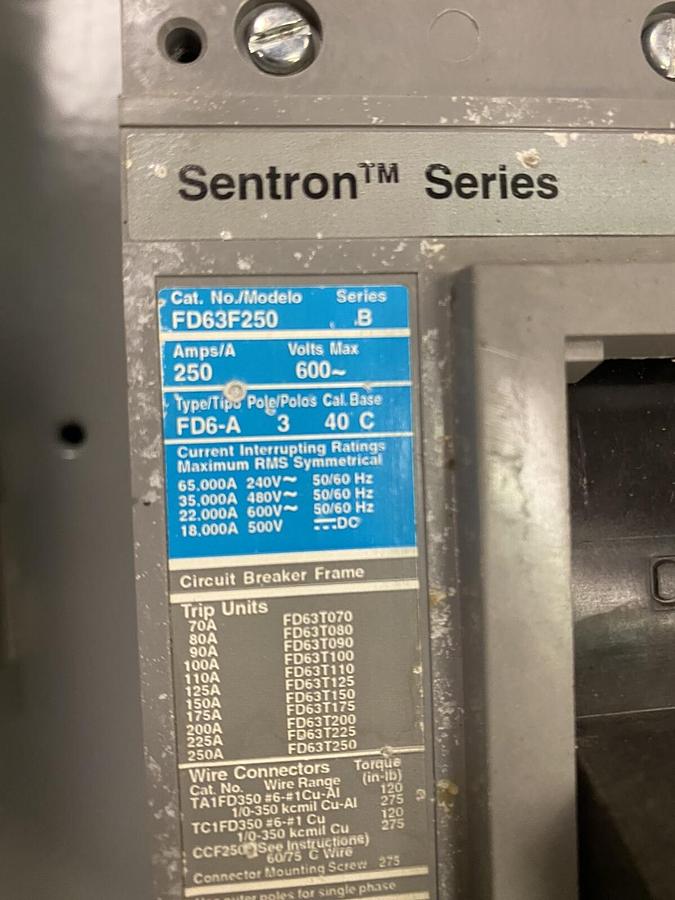 Sentron™ Series
Cat. No./Modelo Series
FD63F250 B
Amps/A Volts Max
250 600~
Type/Tipo Pole/Polos Cal. Base
FD6-A 3 40 C
Current Interrupting Ratings
Maximum RMS Symmetrical
65,000A 240V~ 50/60 Hz
35,000A 480V~ 50/60 Hz
22,000A 600V~ 50/60 Hz
18,000A 500V ⎓DC
Circuit Breaker Frame
Trip Units
70A FD63T070
80A FD63T080
90A FD63T090
100A FD63T100
110A FD63T110
125A FD63T125
150A FD63T150
175A FD63T175
200A FD63T200
225A FD63T225
250A FD63T250
Wire Connectors Torque
Cat. No. Wire Range (in-lb)
TA1FD350 #6-#1Cu-Al 120
1/0-350 kcmil Cu-Al 275
TC1FD350 #6-#1 Cu 120
1/0-350 kcmil Cu 275
CCF250 (See Instructions)
60/75 C Wire
Connector Mounting Screw 275
outer poles for single phase